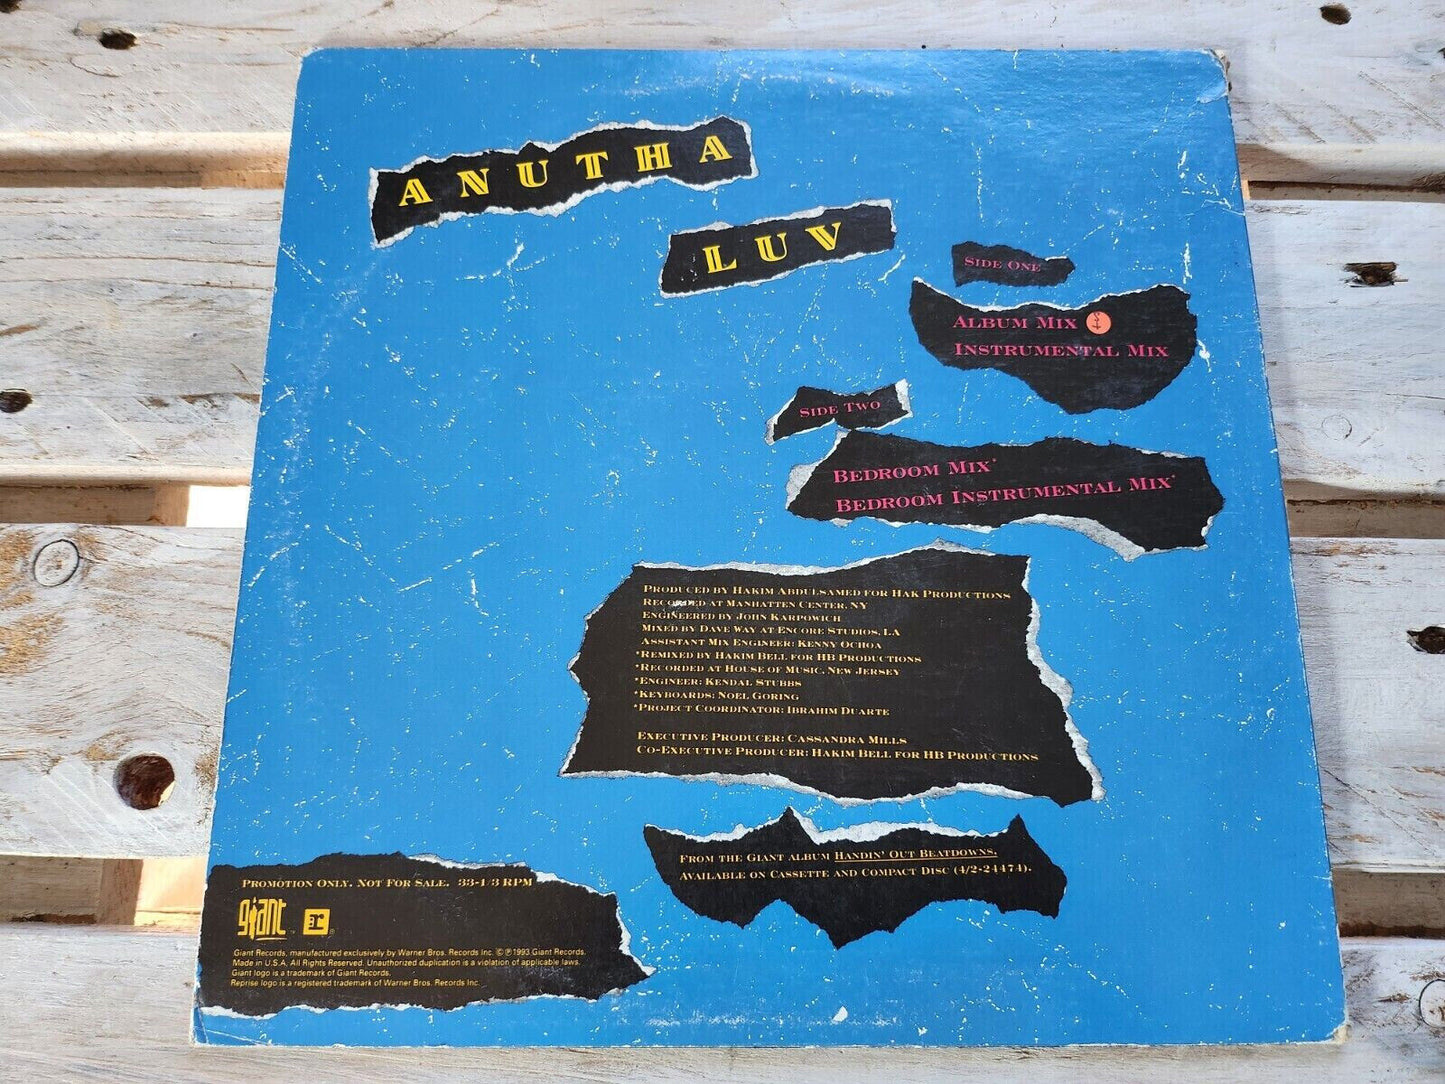 ANUTHA
LUV
SIDE ONE
ALBUM MIX
INSTRUMENTAL MIX
SIDE TWO
BEDROOM MIX*
BEDROOM INSTRUMENTAL MIX*
PRODUCED BY HAKIM ABDULSAMED FOR HAK PRODUCTIONS
RECORDED AT MANHATTEN CENTER, NY
ENGINEERED BY JOHN KARPOWICH
MIXED BY DAVE WAY AT ENCORE STUDIOS, LA
ASSISTANT MIX ENGINEER: KENNY OCHOA
*REMIXED BY HAKIM BELL FOR HB PRODUCTIONS
*RECORDED AT HOUSE OF MUSIC, NEW JERSEY
*ENGINEER: KENDAL STUBBS
*KEYBOARDS: NOEL GORING
*PROJECT COORDINATOR: IBRAHIM DUARTE
EXECUTIVE PRODUCER: CASSANDRA MILLS
CO-EXECUTIVE PRODUCER: HAKIM BELL FOR HB PRODUCTIONS
FROM THE GIANT ALBUM HANDIN' OUT BEATDOWNS.
AVAILABLE ON CASSETTE AND COMPACT DISC (4/2-24474).
PROMOTION ONLY. NOT FOR SALE. 33-1/3 RPM
giant ™ r ®
Giant Records, manufactured exclusively by Warner Bros. Records Inc. © ℗ 1993 Giant Records.
Made in U.S.A. All Rights Reserved. Unauthorized duplication is a violation of applicable laws.
Giant logo is a trademark of Giant Records.
Reprise logo is a registered trademark of Warner Bros. Records Inc.